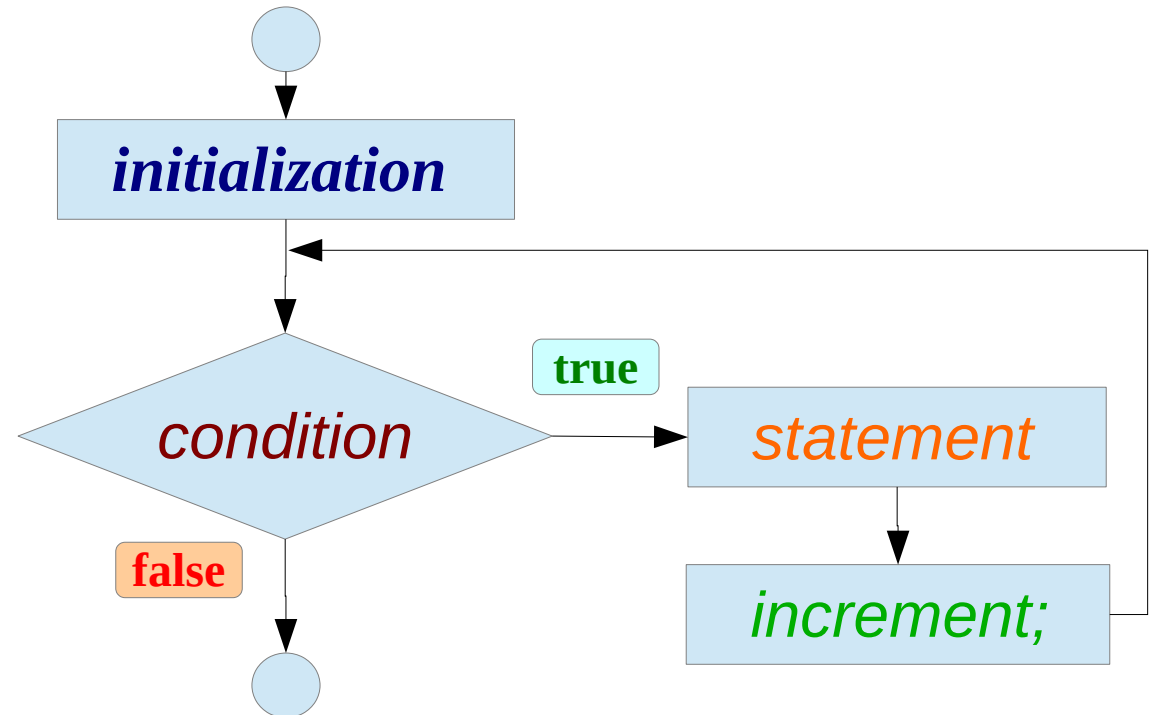 initialization
true
condition
statement
false
increment;